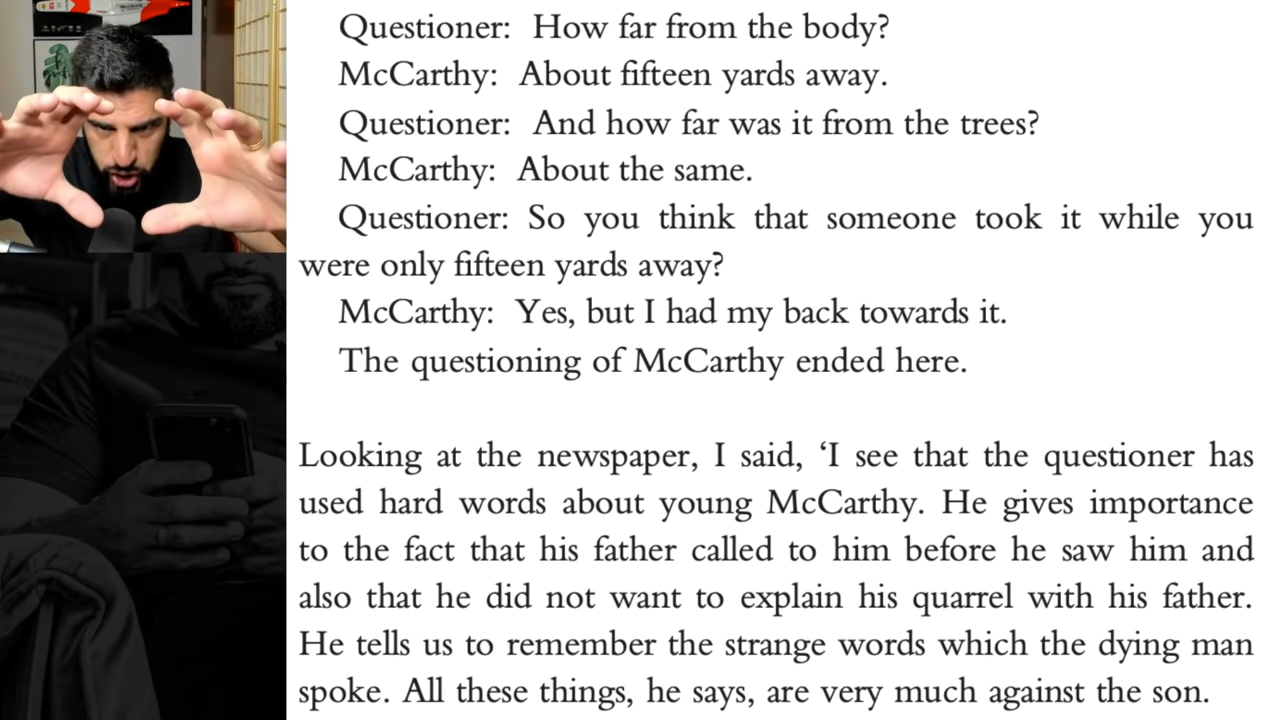 Questioner: How far from the body?
McCarthy: About fifteen yards away.
Questioner: And how far was it from the trees?
McCarthy: About the same.
Questioner: So you think that someone took it while you
were only fifteen yards away?
McCarthy: Yes, but I had my back towards it.
The questioning of McCarthy ended here.
Looking at the newspaper, I said, ‘I see that the questioner has
used hard words about young McCarthy. He gives importance
to the fact that his father called to him before he saw him and
also that he did not want to explain his quarrel with his father.
He tells us to remember the strange words which the dying man
spoke. All these things, he says, are very much against the son.